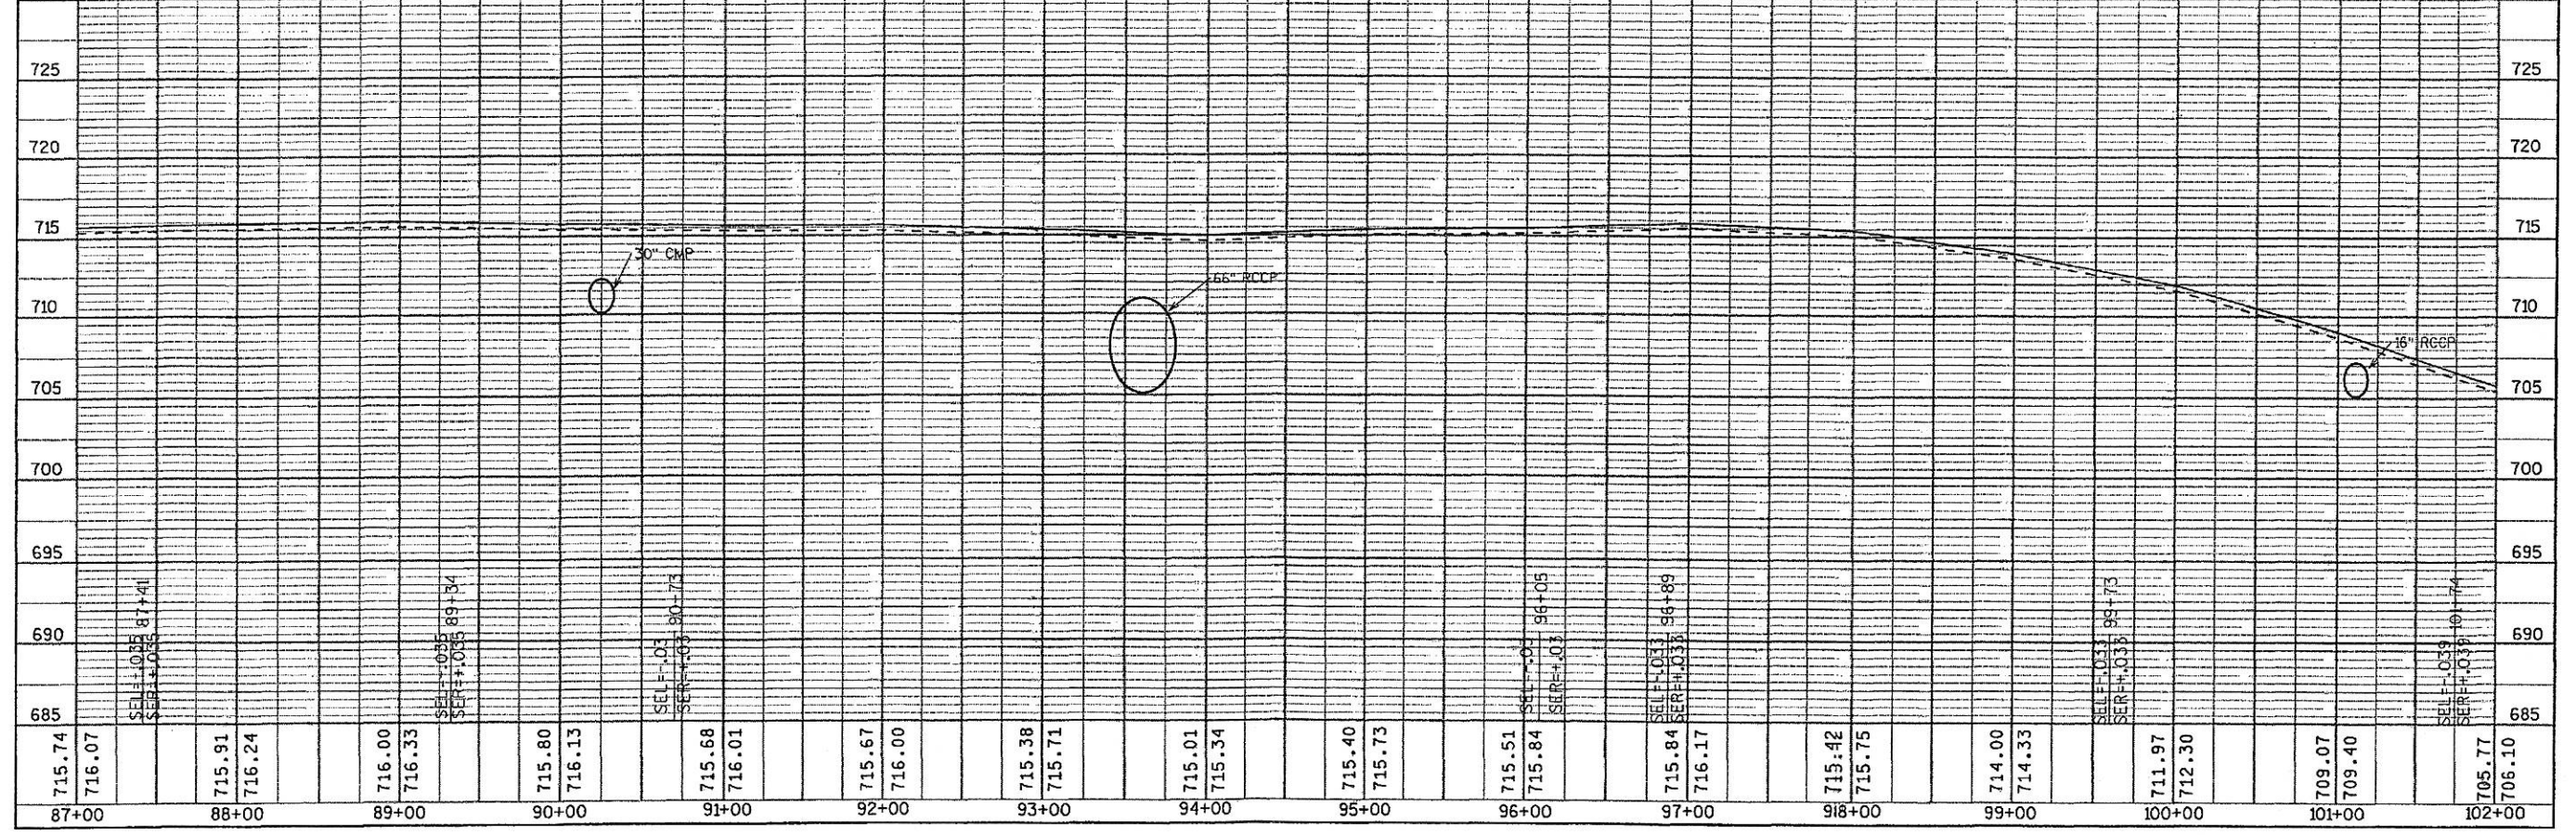 725 725
720 720
715 715
30" CMP
66" RCCP
710 710
16" RCCP
705 705
700 700
695 695
690 690
685 685
SEL=-.035 87+41
SER=+.035
SEL=-.035 89+34
SER=+.035
SEL=-.03 90+73
SER=+.03
SEL=-.03 96+05
SER=+.03
SEL=-.033 96+89
SER=+.033
SEL=-.033 99+73
SER=+.033
SEL=-.039 101+74
SER=+.039
715.74 716.07
715.91 716.24
716.00 716.33
715.80 716.13
715.68 716.01
715.67 716.00
715.38 715.71
715.01 715.34
715.40 715.73
715.51 715.84
715.84 716.17
715.42 715.75
714.00 714.33
711.97 712.30
709.07 709.40
705.77 706.10
87+00 88+00 89+00 90+00 91+00 92+00 93+00 94+00 95+00 96+00 97+00 98+00 99+00 100+00 101+00 102+00